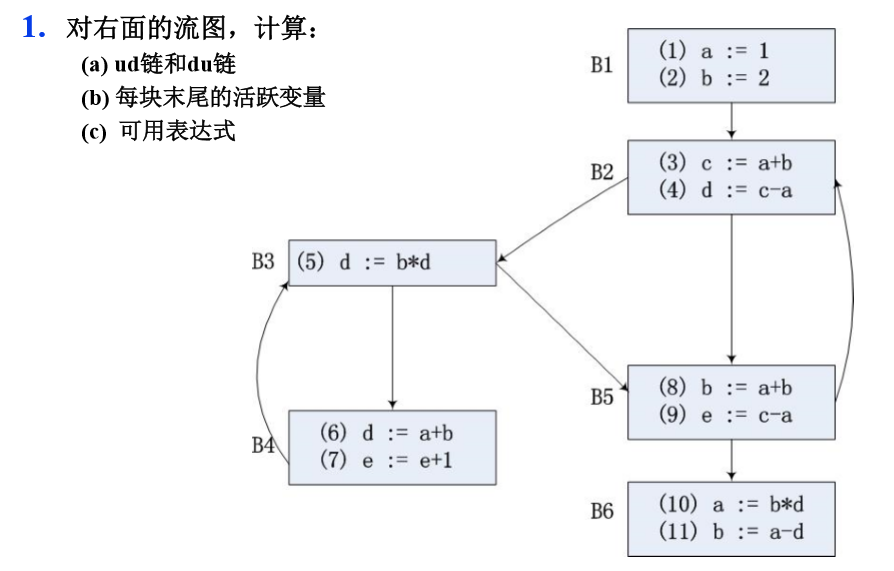 1. 对右面的流图，计算：
(a) ud链和du链
(b) 每块末尾的活跃变量
(c) 可用表达式
B1
(1) a := 1
(2) b := 2
B2
(3) c := a+b
(4) d := c-a
B3
(5) d := b*d
B4
(6) d := a+b
(7) e := e+1
B5
(8) b := a+b
(9) e := c-a
B6
(10) a := b*d
(11) b := a-d